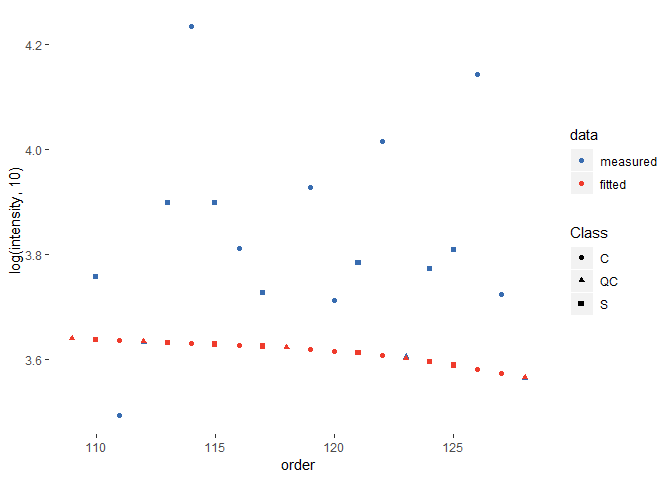 4.2
4.0
3.8
3.6
log(intensity, 10)
110
115
120
125
order
data
measured
fitted
Class
C
QC
S